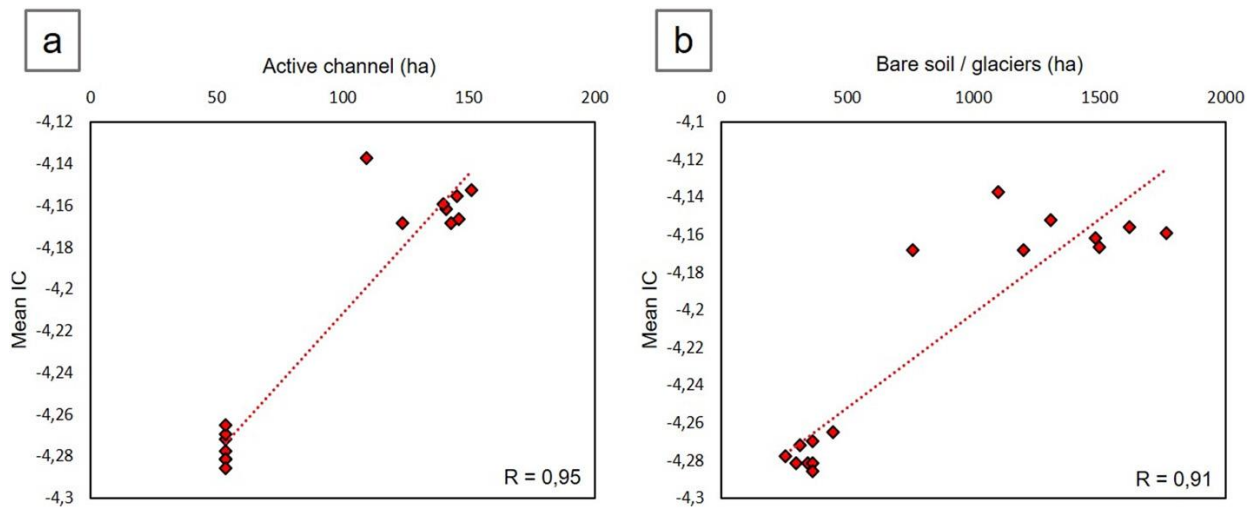 a
Active channel (ha)
0 50 100 150 200
-4,12
-4,14
-4,16
-4,18
-4,2
-4,22
-4,24
-4,26
-4,28
-4,3
Mean IC
R = 0,95
b
Bare soil / glaciers (ha)
0 500 1000 1500 2000
-4,1
-4,12
-4,14
-4,16
-4,18
-4,2
-4,22
-4,24
-4,26
-4,28
-4,3
Mean IC
R = 0,91